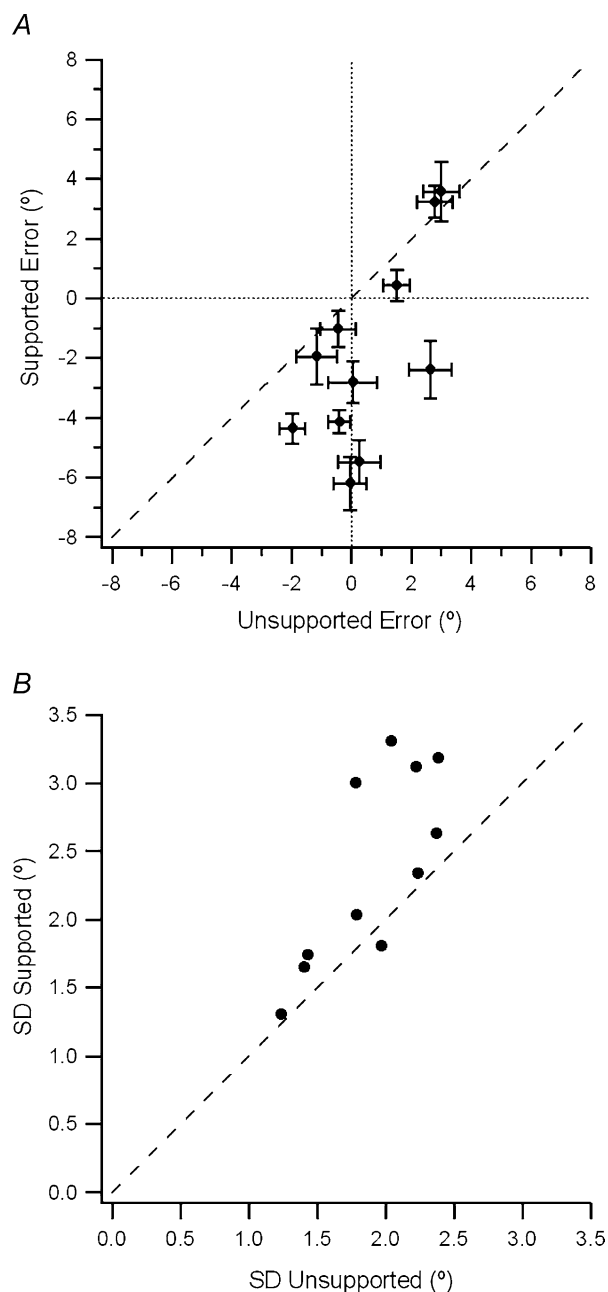 A
8
6
4
2
0
-2
-4
-6
-8
Supported Error (º)
-8 -6 -4 -2 0 2 4 6 8
Unsupported Error (º)
B
3.5
3.0
2.5
2.0
1.5
1.0
0.5
0.0
SD Supported (º)
0.0 0.5 1.0 1.5 2.0 2.5 3.0 3.5
SD Unsupported (º)